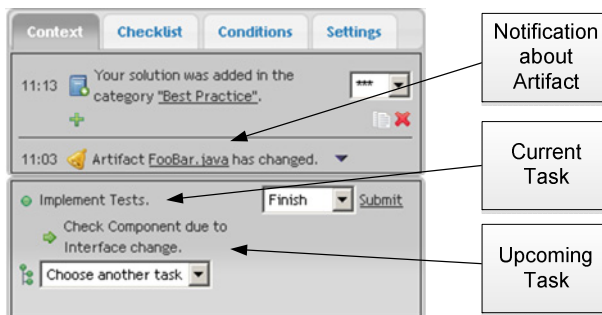 Context Checklist Conditions Settings
11:13 Your solution was added in the
category "Best Practice".
***
11:03 Artifact FooBar.java has changed.
Implement Tests. Finish Submit
Check Component due to
Interface change.
Choose another task
Notification
about
Artifact
Current
Task
Upcoming
Task